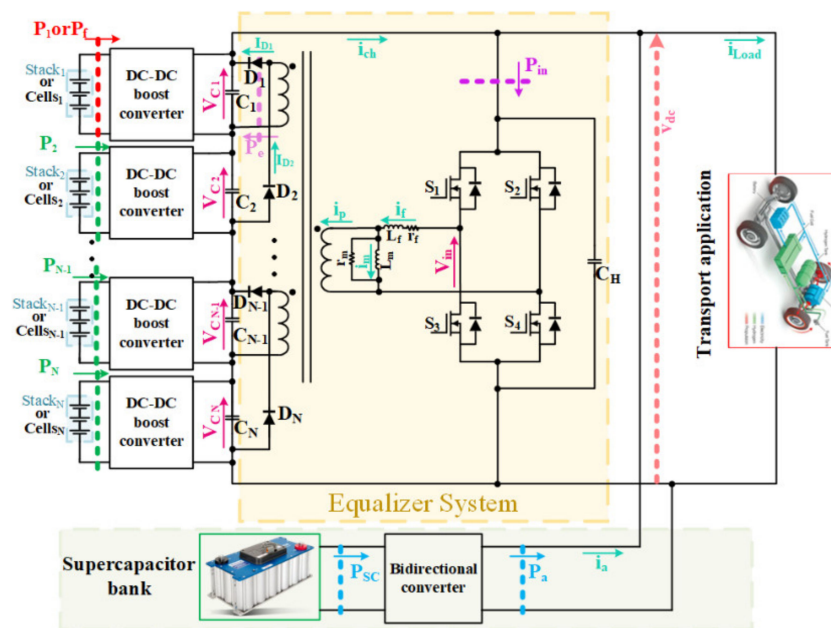 P1orPf
Stack1
or
Cells1
DC-DC
boost
converter
VC1
C1
ID1
D1
Pe
ID2
ich
Pin
iLoad
Vdc
P2
Stack2
or
Cells2
DC-DC
boost
converter
VC2
C2
D2
S1
S2
ip
if
Lf
rf
rm
im
Lm
Vin
CH
Transport application
PN-1
StackN-1
or
CellsN-1
DC-DC
boost
converter
VCN-1
CN-1
DN-1
S3
S4
PN
StackN
or
CellsN
DC-DC
boost
converter
VCN
CN
DN
Equalizer System
Supercapacitor
bank
PSC
Bidirectional
converter
Pa
ia